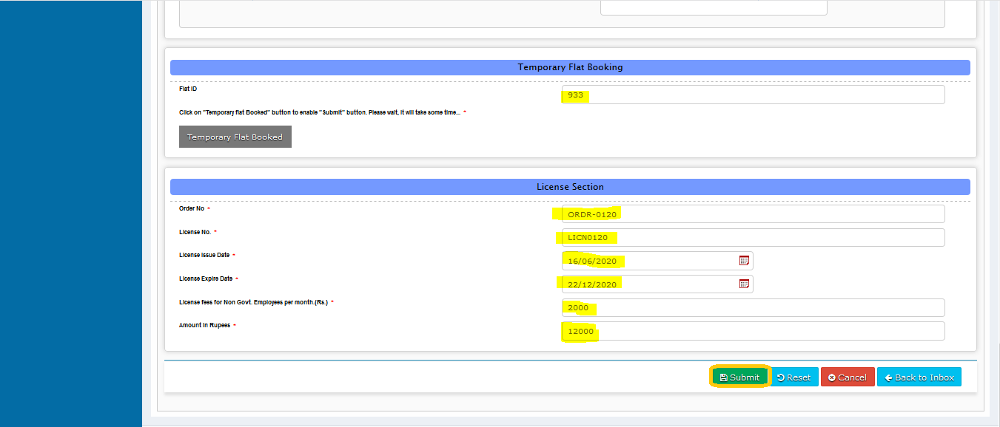 Temporary Flat Booking
Flat ID
933
Click on "Temporary flat Booked" button to enable "Submit" button. Please wait, it will take some time... *
Temporary Flat Booked
License Section
Order No *
ORDR-0120
License No. *
LICN0120
License Issue Date *
16/06/2020
License Expire Date *
22/12/2020
License fees for Non Govt. Employees per month.(Rs.) *
2000
Amount in Rupees *
12000
Submit Reset Cancel Back to Inbox